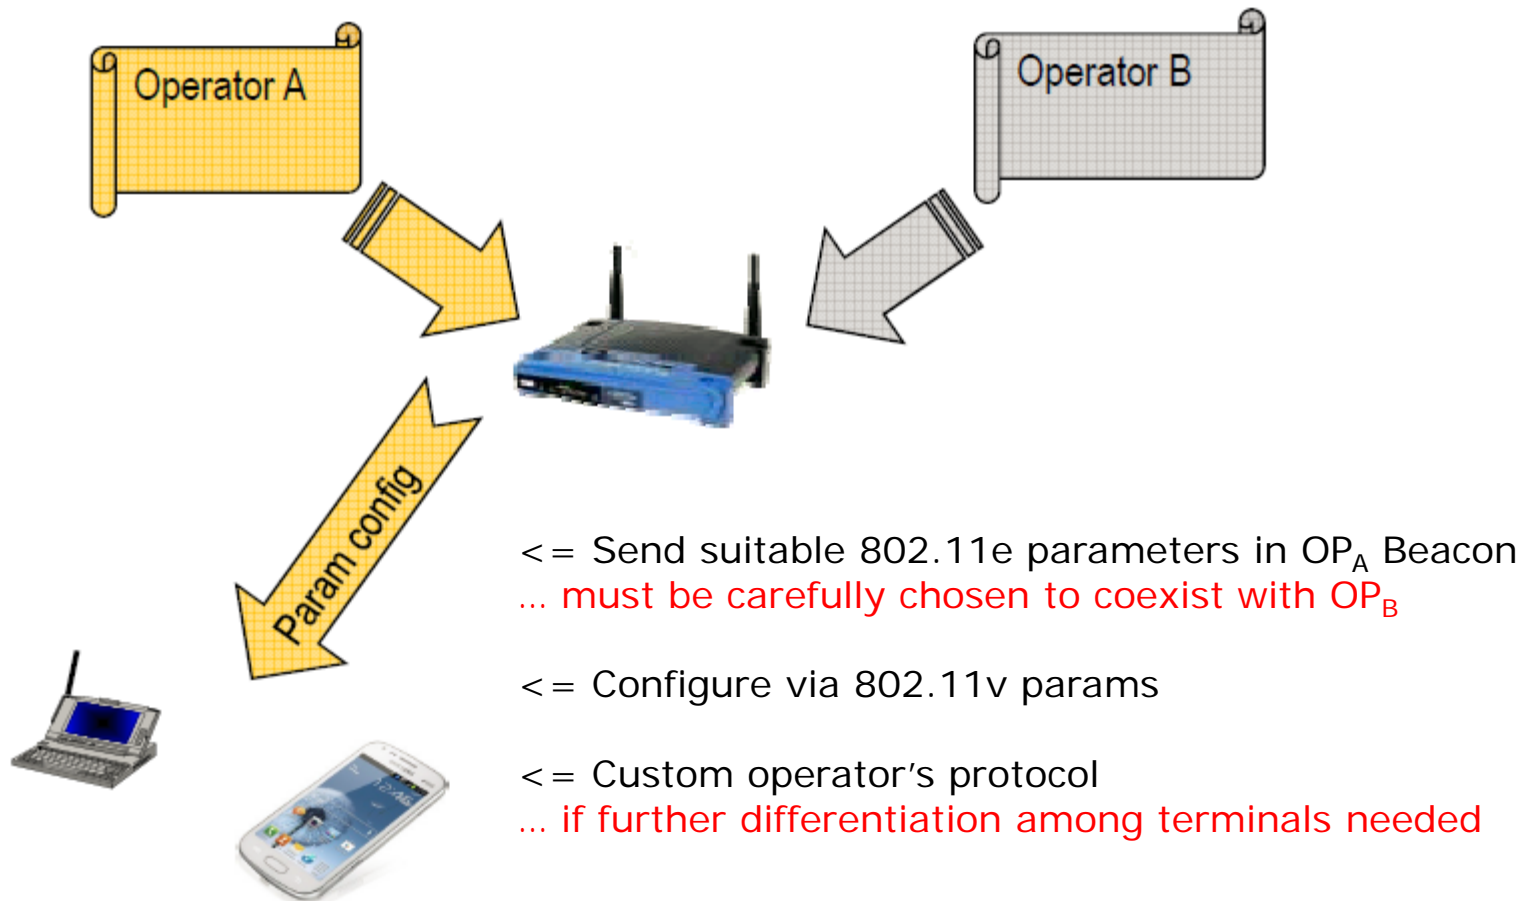 Operator A
Operator B
Param config
<= Send suitable 802.11e parameters in OPA Beacon
... must be carefully chosen to coexist with OPB
<= Configure via 802.11v params
<= Custom operator's protocol
... if further differentiation among terminals needed